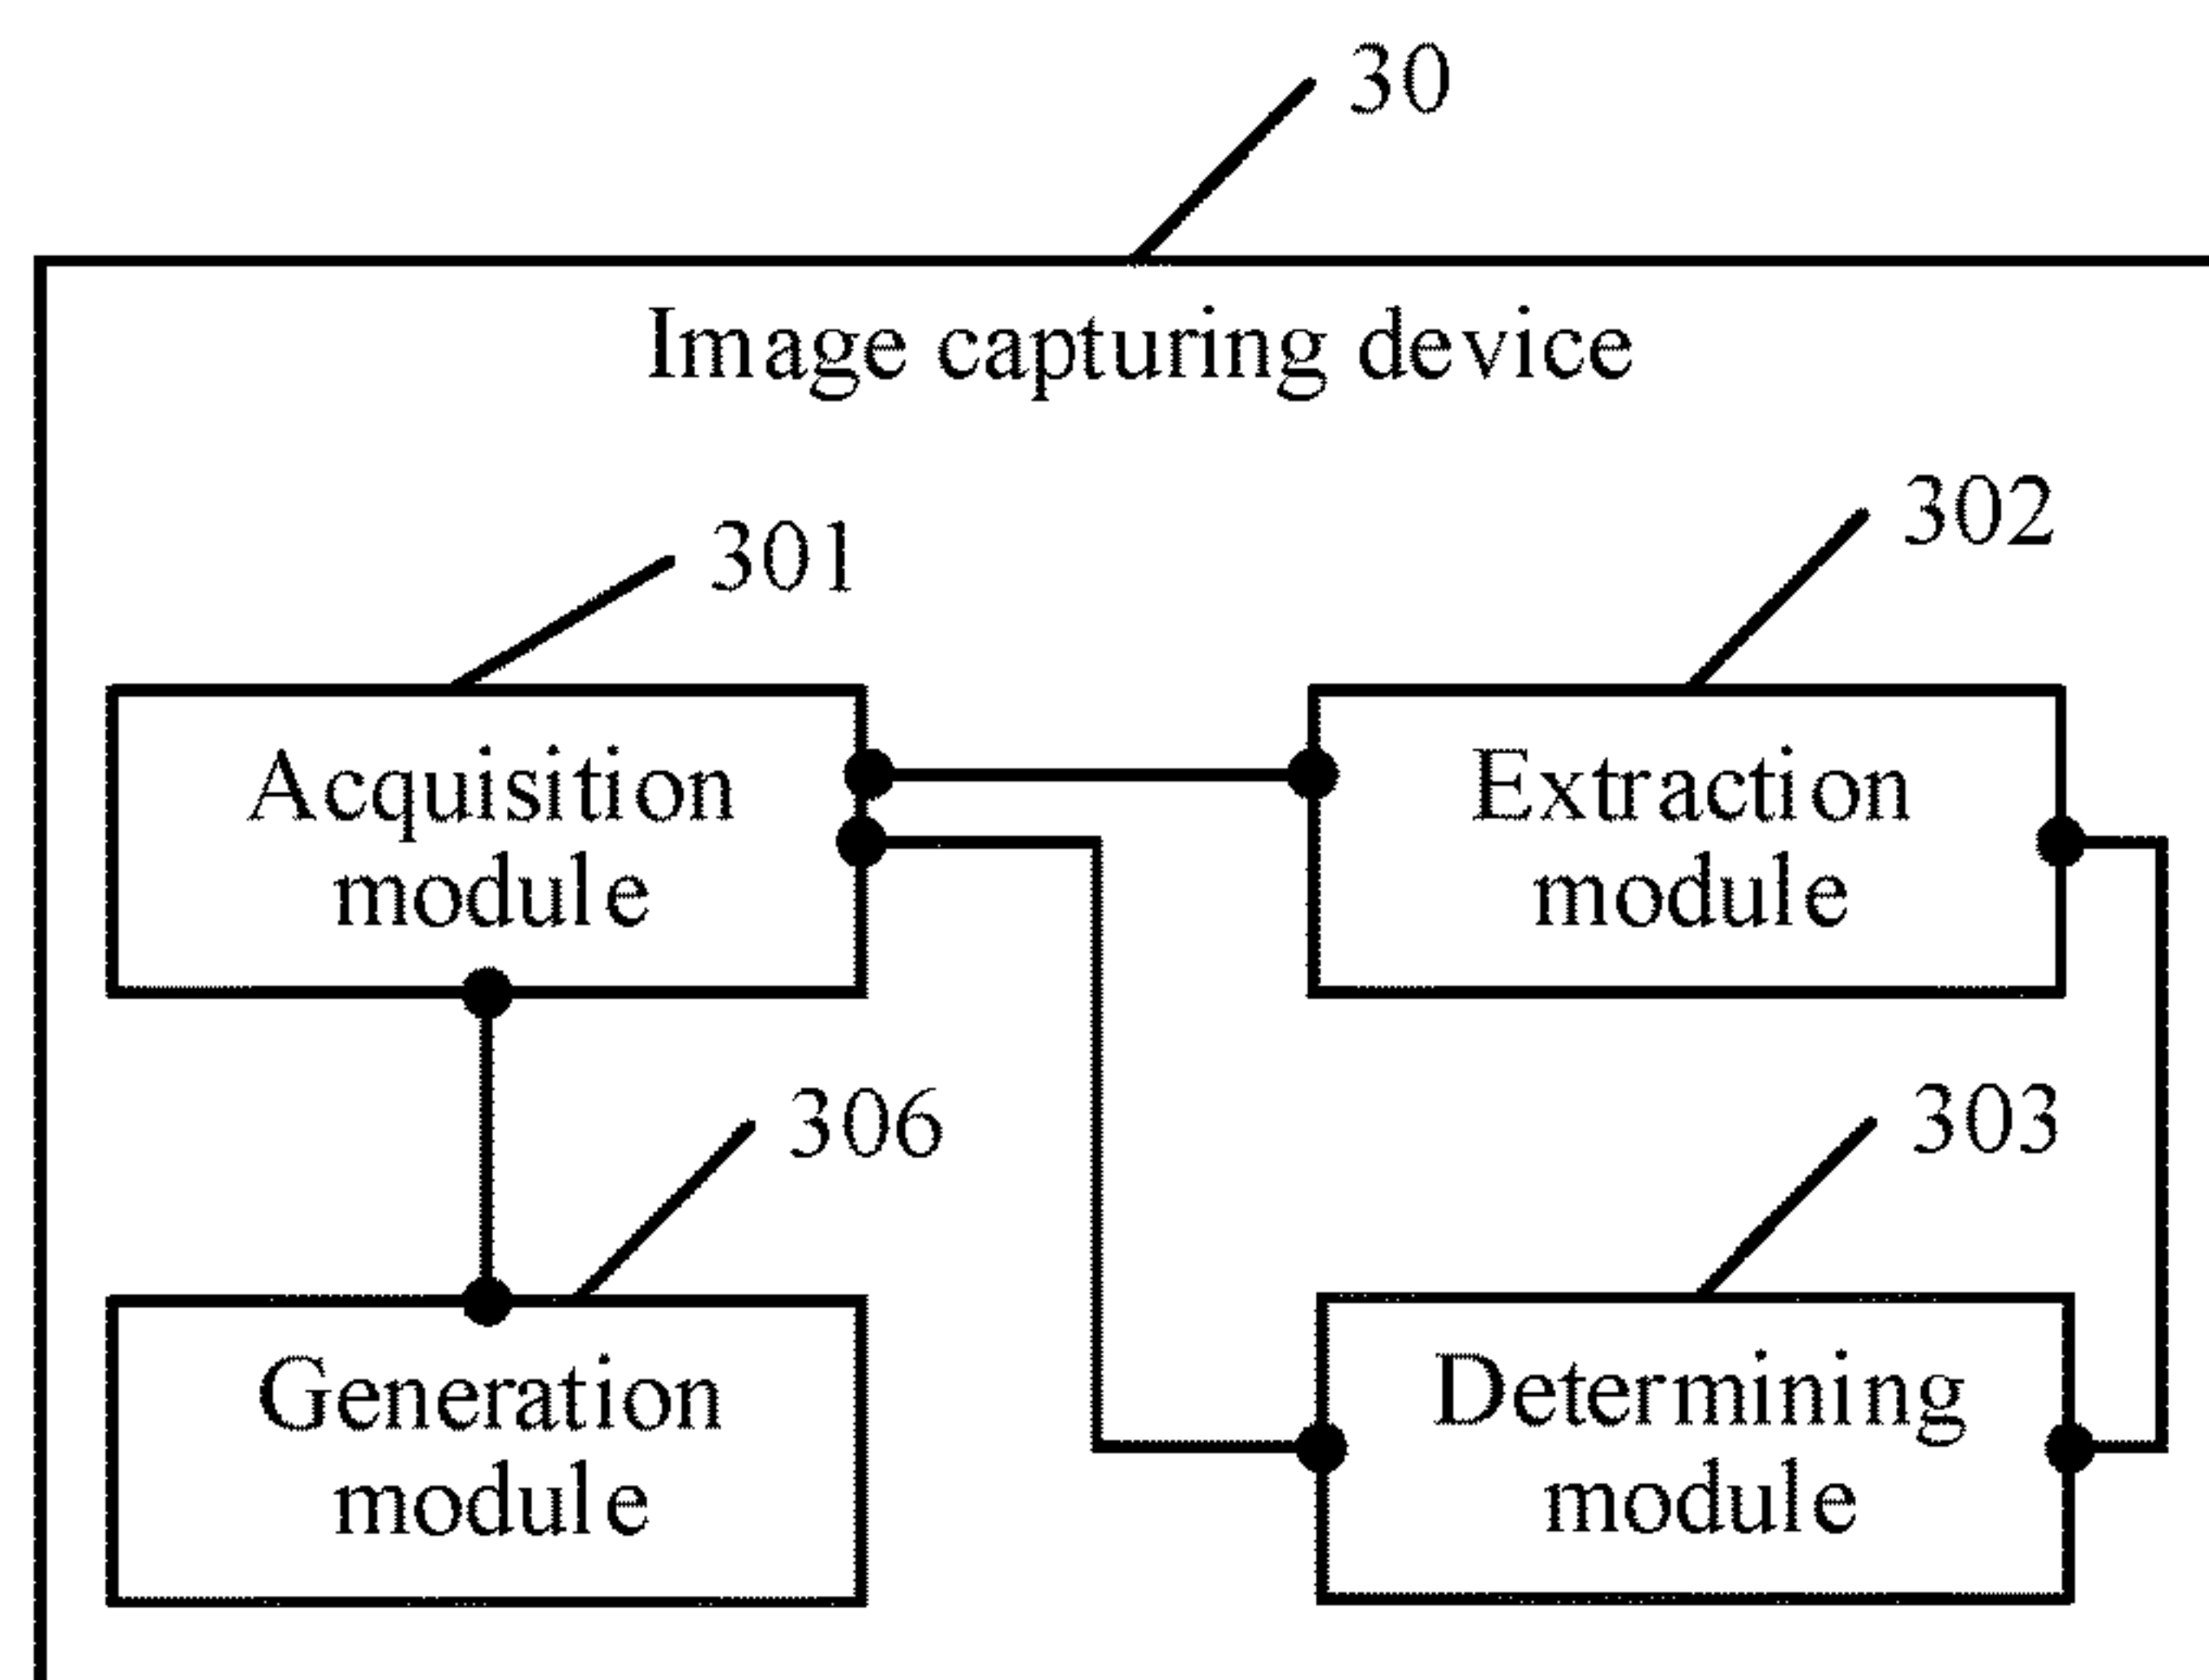 30
Image capturing device
301
302
Acquisition
module
Extraction
module
306
303
Generation
module
Determining
module